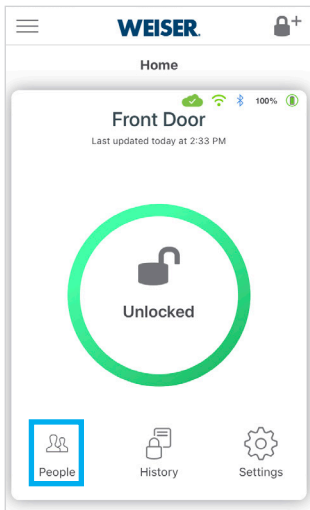 WEISER
Home
100%
Front Door
Last updated today at 2:33 PM
Unlocked
People
History
Settings